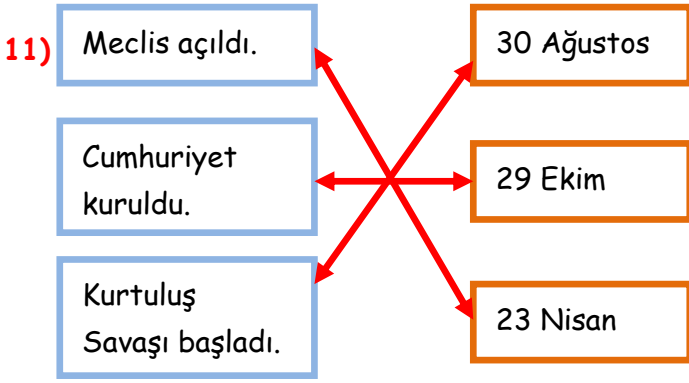 11)
Meclis açıldı.
30 Ağustos
Cumhuriyet
kuruldu.
29 Ekim
Kurtuluş
Savaşı başladı.
23 Nisan